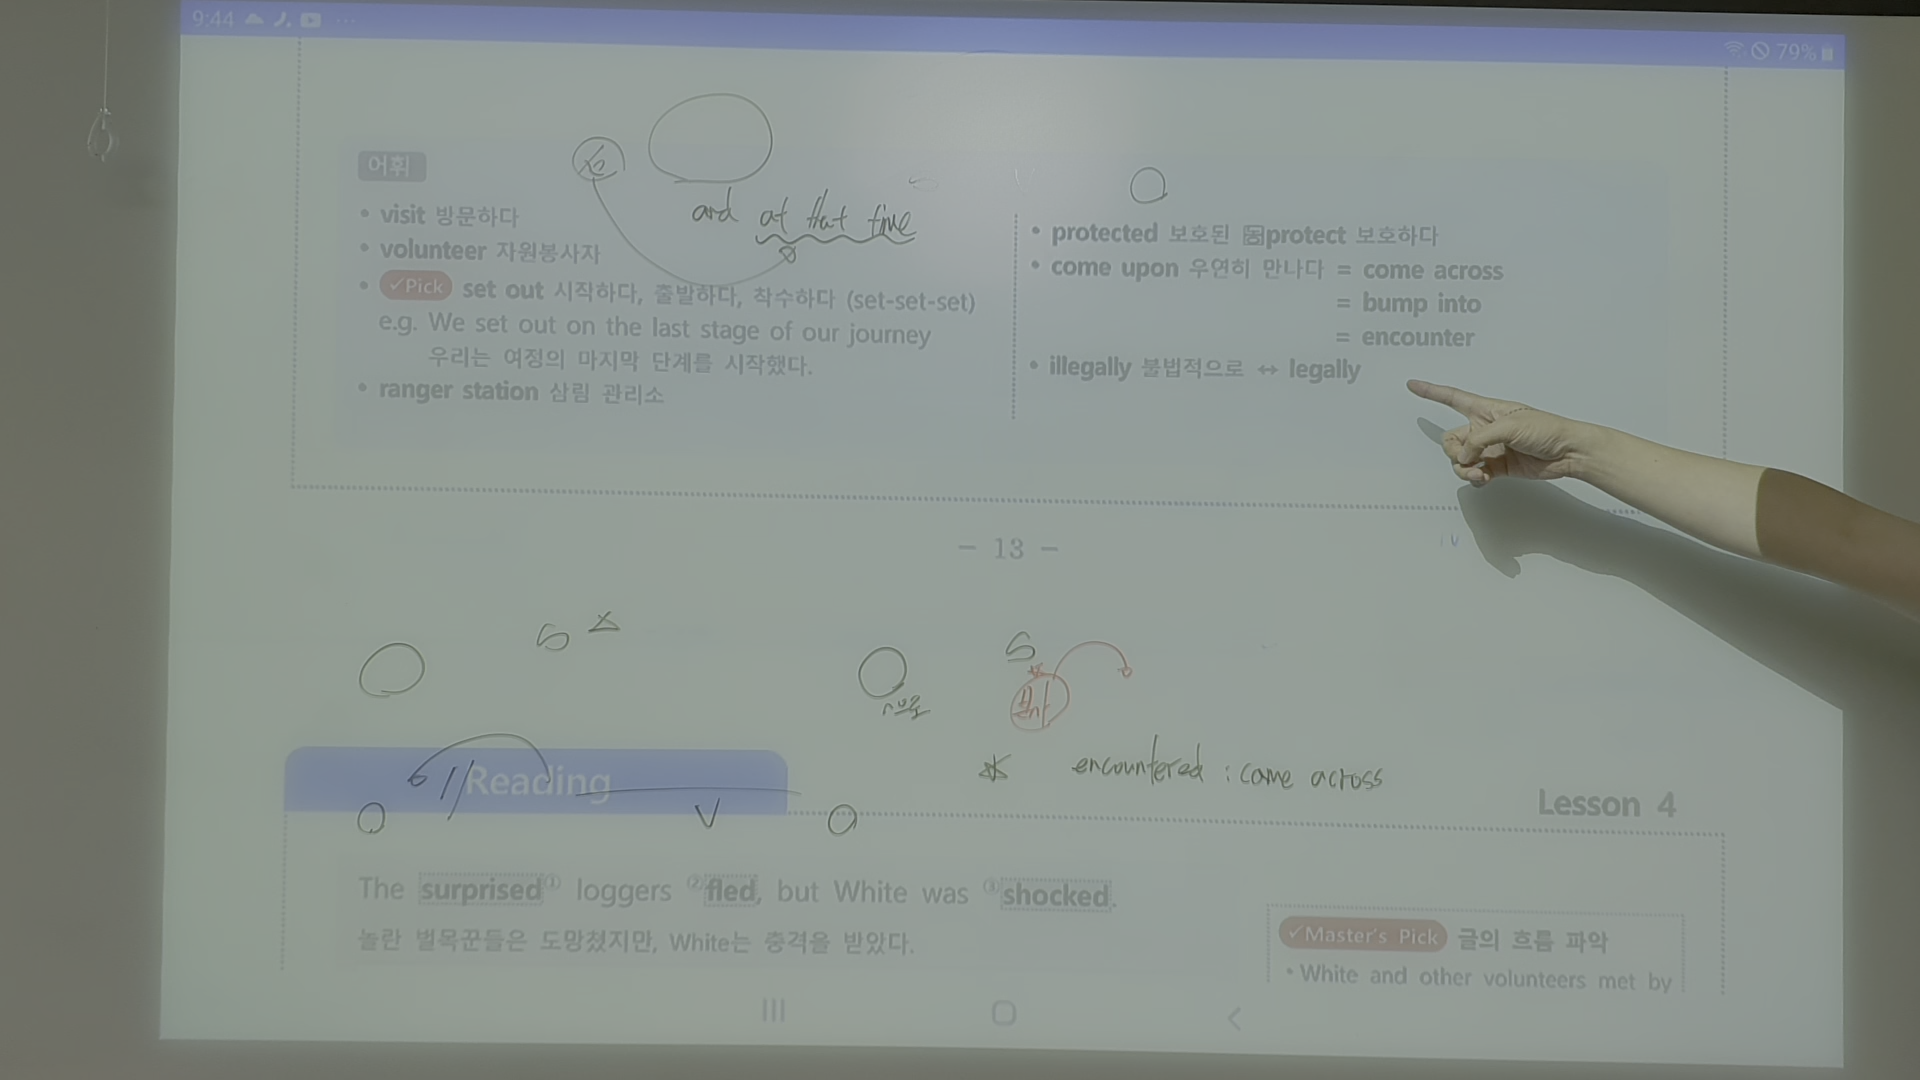 9:44
79%
어휘
and at that time
• visit 방문하다
• volunteer 자원봉사자
• ✓Pick set out 시작하다, 출발하다, 착수하다 (set-set-set)
e.g. We set out on the last stage of our journey
우리는 여정의 마지막 단계를 시작했다.
• ranger station 삼림 관리소
• protected 보호된 동protect 보호하다
• come upon 우연히 만나다 = come across
= bump into
= encounter
• illegally 불법적으로 ↔ legally
- 13 -
S
S
encountered : came across
Reading
V
Lesson 4
The surprised① loggers ②fled, but White was ③shocked.
놀란 벌목꾼들은 도망쳤지만, White는 충격을 받았다.
✓Master's Pick 글의 흐름 파악
• White and other volunteers met by